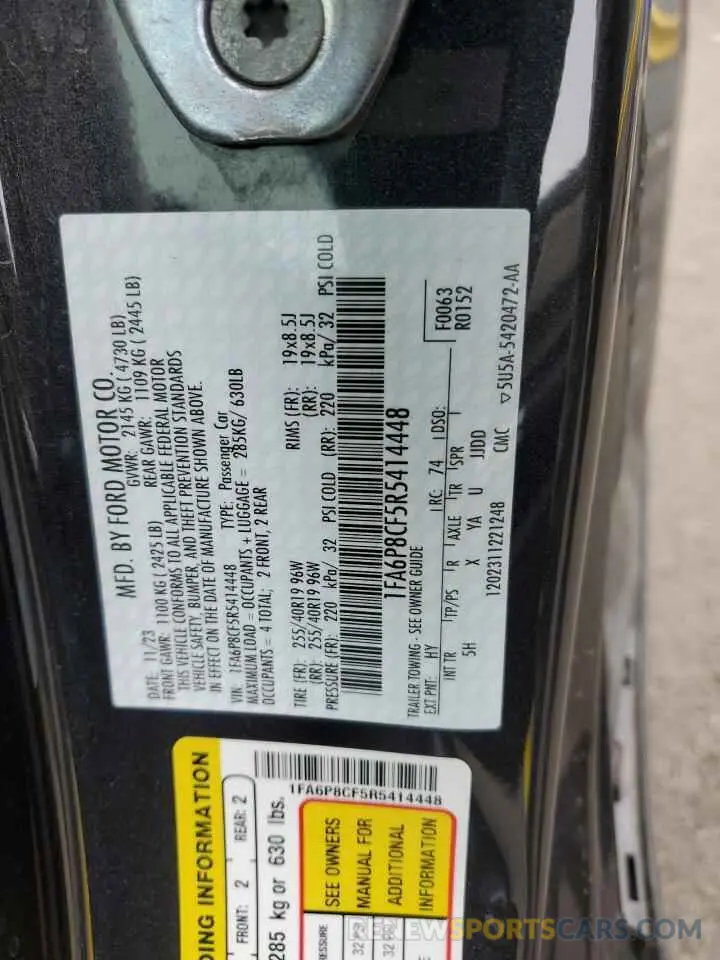 MFD. BY FORD MOTOR CO.
DATE: 11/23 GVWR: 2145 KG ( 4730 LB)
FRONT GAWR: 1100 KG ( 2425 LB) REAR GAWR: 1109 KG ( 2445 LB)
THIS VEHICLE CONFORMS TO ALL APPLICABLE FEDERAL MOTOR
VEHICLE SAFETY, BUMPER, AND THEFT PREVENTION STANDARDS
IN EFFECT ON THE DATE OF MANUFACTURE SHOWN ABOVE.
VIN: 1FA6P8CF5R5414448 TYPE: Passenger Car
MAXIMUM LOAD = OCCUPANTS + LUGGAGE = 285KG/ 630LB
OCCUPANTS = 4 TOTAL; 2 FRONT, 2 REAR
TIRE (FR): 255/40R19 96W RIMS (FR): 19x8.5J
(RR): 255/40R19 96W (RR): 19x8.5J
PRESSURE (FR): 220 kPa/ 32 PSI COLD (RR): 220 kPa/ 32 PSI COLD
1FA6P8CF5R5414448
TRAILER TOWING - SEE OWNER GUIDE
F0063
EXT PNT: HY RC: 74 DSO: R0152
INT TR TP/PS R AXLE TR SPR
5H X YA U JJDD
1202311221248 CMC ▽5U5A-5420472-AA
DING INFORMATION
FRONT: 2 REAR: 2
285 kg or 630 lbs.
1FA6P8CF5R5414448
SEE OWNERS
MANUAL FOR
ADDITIONAL
INFORMATION
32 PSI
REVIEWSPORTSCARS.COM